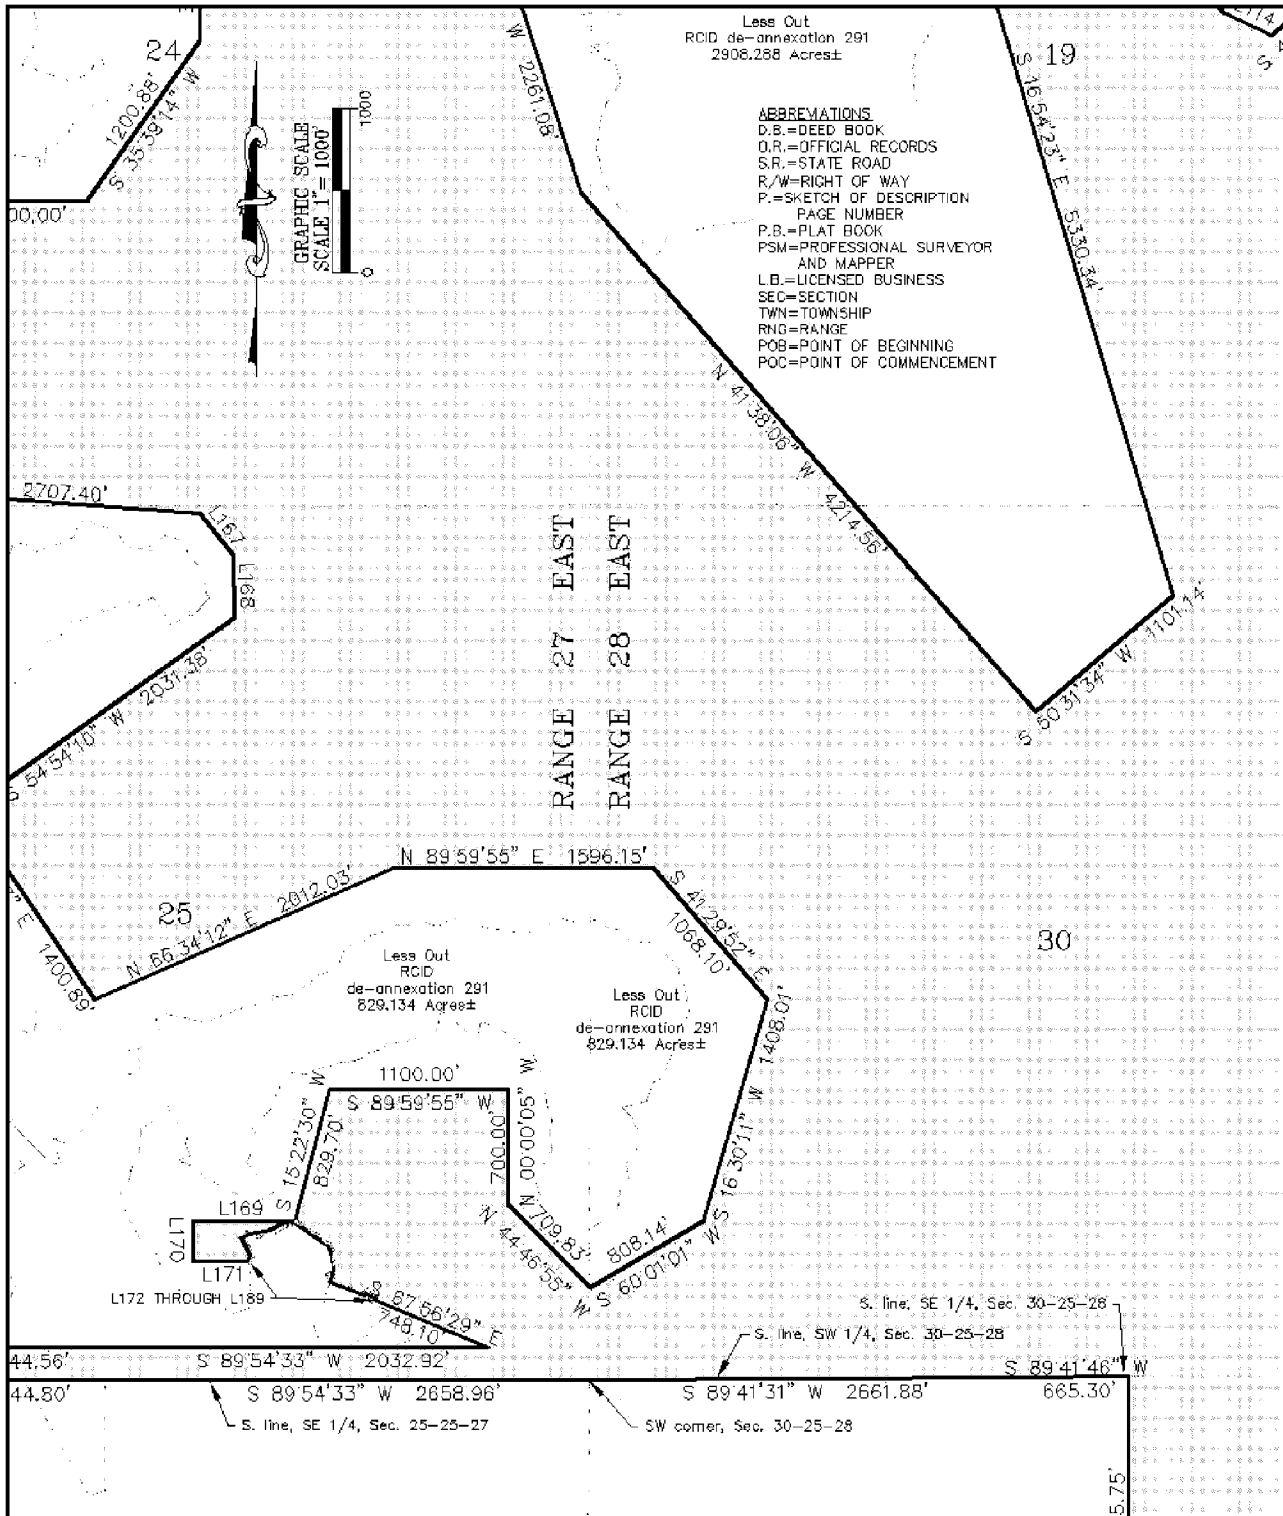 24
1200.88'
S 35°39'14" W
00.00'
GRAPHIC SCALE
SCALE 1" = 1000'
0
1000
W
2261.08'
Less Out
RCID de-annexation 291
2908.288 Acres±
19
S
S 16°54'23" E 5330.34'
ABBREVIATIONS
D.B.=DEED BOOK
O.R.=OFFICIAL RECORDS
S.R.=STATE ROAD
R/W=RIGHT OF WAY
P.=SKETCH OF DESCRIPTION
PAGE NUMBER
P.B.=PLAT BOOK
PSM=PROFESSIONAL SURVEYOR
AND MAPPER
L.B.=LICENSED BUSINESS
SEC=SECTION
TWN=TOWNSHIP
RNG=RANGE
POB=POINT OF BEGINNING
POC=POINT OF COMMENCEMENT
N 41°38'06" W 4214.56'
2707.40'
L167
L168
RANGE 27 EAST
RANGE 28 EAST
S 50°31'34" W 1101.14'
S 54°54'10" W 2031.38'
N 89°59'55" E 1596.15'
" E 1400.89'
25
N 66°34'12" E 2012.03'
S 41°29'52" E
1068.10'
30
Less Out
RCID
de-annexation 291
829.134 Acres±
Less Out
RCID
de-annexation 291
829.134 Acres±
S 16°30'11" W 1408.01'
1100.00'
S 89°59'55" W
S 15°22'30" W
829.70'
700.00'
N 00°00'05" W
L169
L170
L171
N 44°46'55" W
709.83'
808.14'
S 60°01'01" W
L172 THROUGH L189
S 67°56'29" E
748.10'
S. line, SE 1/4, Sec. 30-25-28
S. line, SW 1/4, Sec. 30-25-28
44.56'
S 89°54'33" W 2032.92'
S 89°41'46" W
44.80'
S 89°54'33" W 2658.96'
S 89°41'31" W 2661.88'
665.30'
S. line, SE 1/4, Sec. 25-25-27
SW corner, Sec. 30-25-28
5.75'